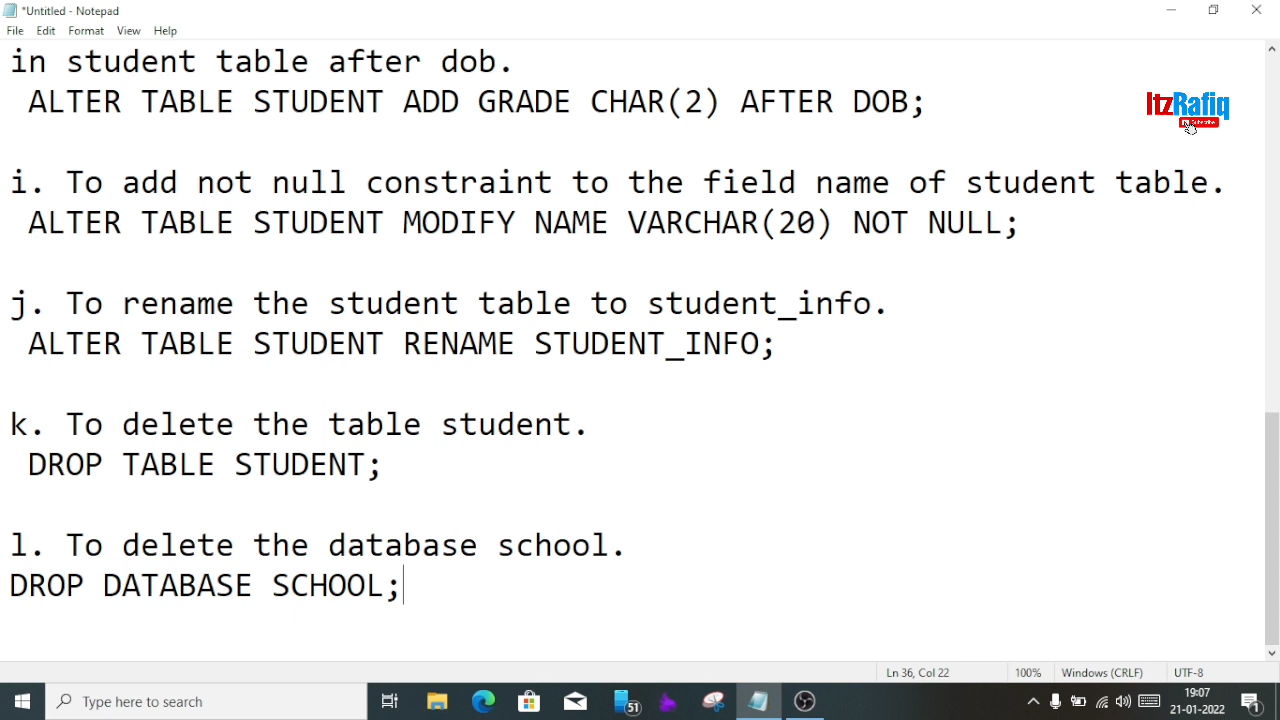 *Untitled - Notepad
File Edit Format View Help
in student table after dob.
ALTER TABLE STUDENT ADD GRADE CHAR(2) AFTER DOB;
ItzRafiq
Subscribe
i. To add not null constraint to the field name of student table.
ALTER TABLE STUDENT MODIFY NAME VARCHAR(20) NOT NULL;
j. To rename the student table to student_info.
ALTER TABLE STUDENT RENAME STUDENT_INFO;
k. To delete the table student.
DROP TABLE STUDENT;
l. To delete the database school.
DROP DATABASE SCHOOL;
Ln 36, Col 22 100% Windows (CRLF) UTF-8
Type here to search
51
19:07
21-01-2022
1